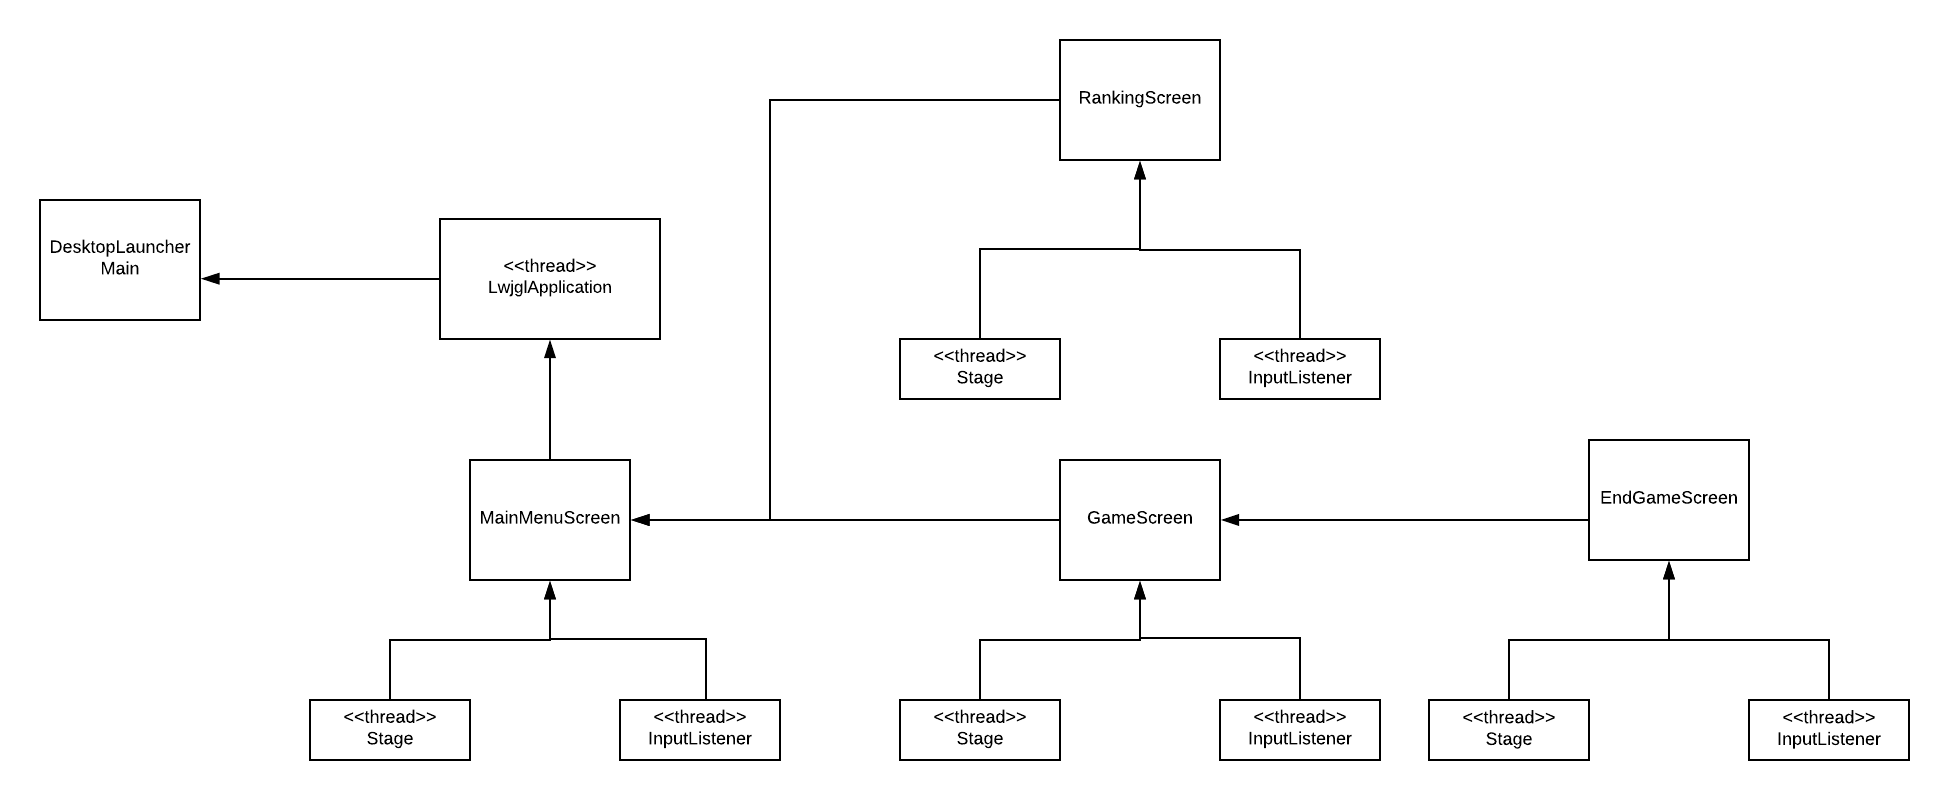 RankingScreen
DesktopLauncher
Main
<<thread>>
LwjglApplication
<<thread>>
Stage
<<thread>>
InputListener
MainMenuScreen
GameScreen
EndGameScreen
<<thread>>
Stage
<<thread>>
InputListener
<<thread>>
Stage
<<thread>>
InputListener
<<thread>>
Stage
<<thread>>
InputListener